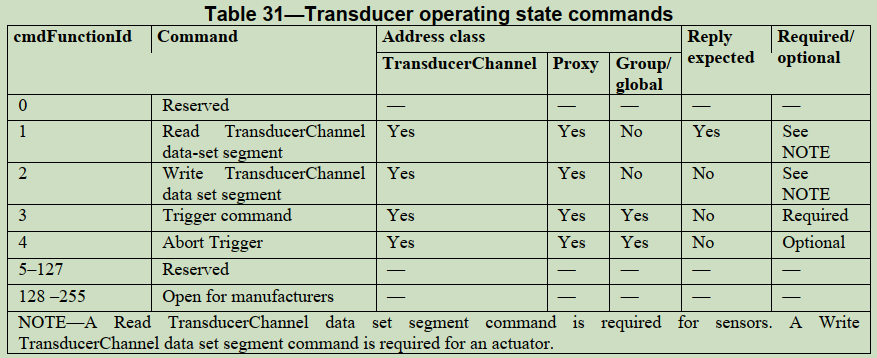 Table 31—Transducer operating state commands
cmdFunctionId Command Address class Reply expected Required/ optional
TransducerChannel Proxy Group/ global
0 Reserved — — — — —
1 Read TransducerChannel data-set segment Yes Yes No Yes See NOTE
2 Write TransducerChannel data set segment Yes Yes No No See NOTE
3 Trigger command Yes Yes Yes No Required
4 Abort Trigger Yes Yes Yes No Optional
5–127 Reserved — — — — —
128 –255 Open for manufacturers — — — — —
NOTE—A Read TransducerChannel data set segment command is required for sensors. A Write
TransducerChannel data set segment command is required for an actuator.